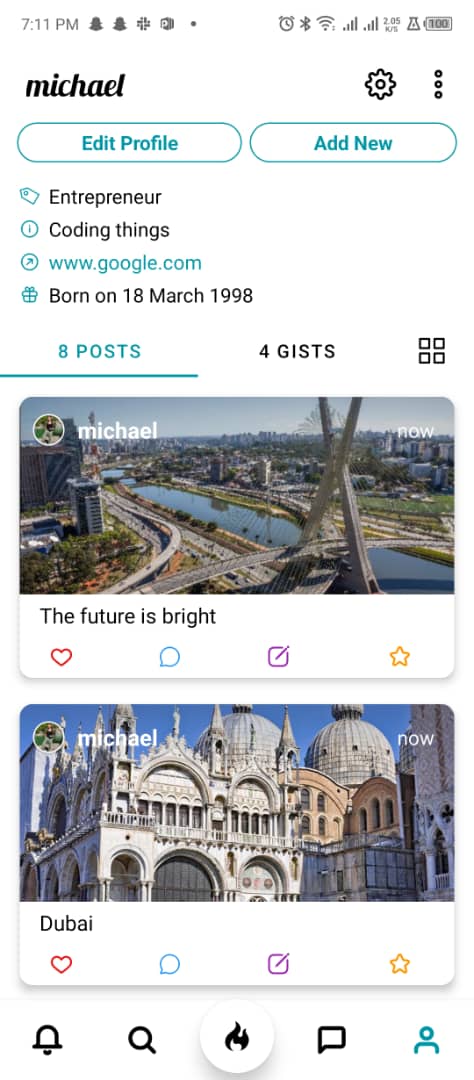 7:11 PM 2.05 K/S 100
michael
Edit Profile Add New
Entrepreneur
Coding things
www.google.com
Born on 18 March 1998
8 POSTS 4 GISTS
michael now
The future is bright
michael now
Dubai